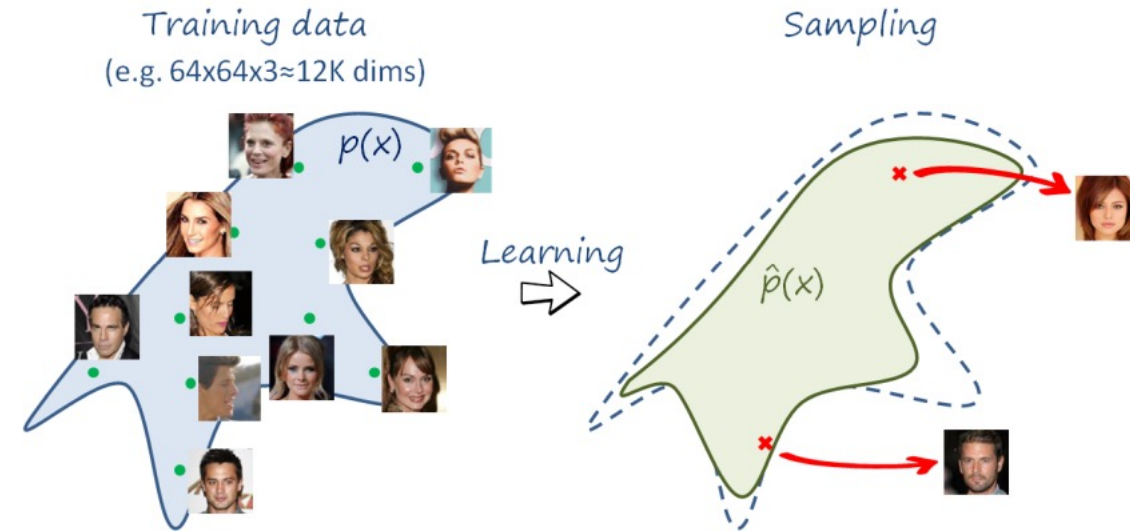 Training data
(e.g. 64x64x3≈12K dims)
p(x)
Learning
Sampling
p̂(x)